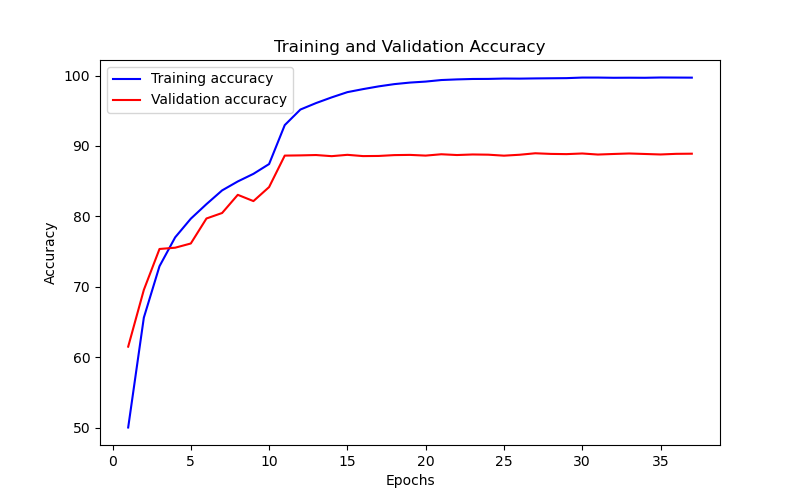 Training and Validation Accuracy
Training accuracy
Validation accuracy
100
90
80
70
60
50
Accuracy
0 5 10 15 20 25 30 35
Epochs